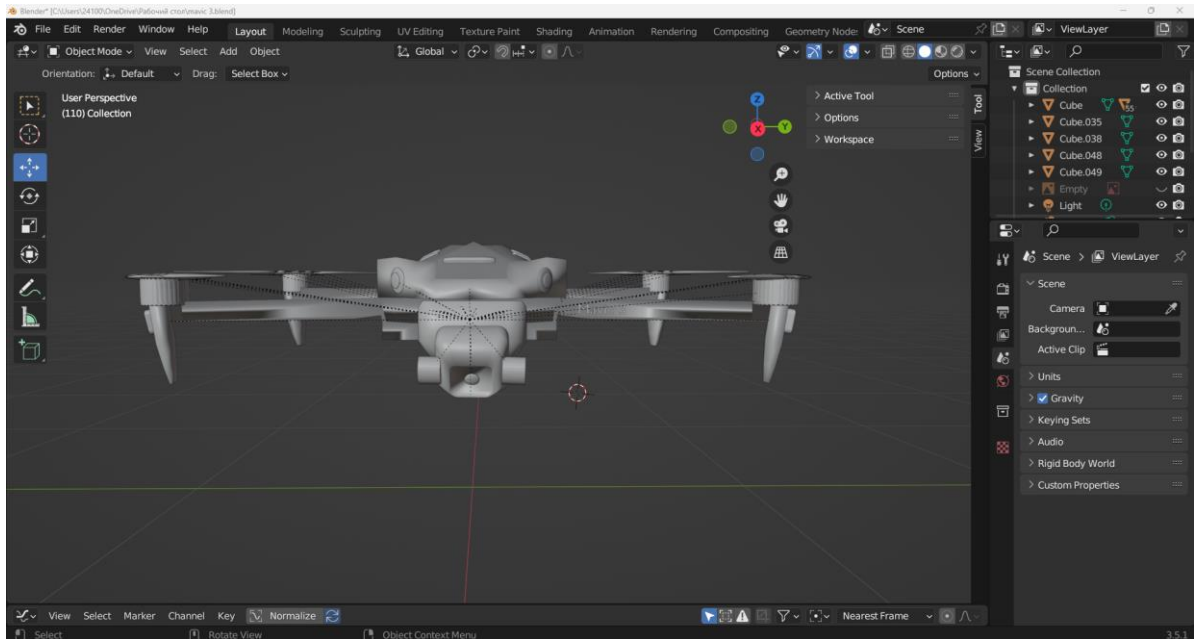 Blender* [C:\Users\24100\OneDrive\Рабочий стол\mavic 3.blend]
File Edit Render Window Help Layout Modeling Sculpting UV Editing Texture Paint Shading Animation Rendering Compositing Geometry Node: Scene ViewLayer
Object Mode View Select Add Object Global
Orientation: Default Drag: Select Box Options
User Perspective
(110) Collection
Z
X
Y
Active Tool
Options
Workspace
Tool
View
Scene Collection
Collection
Cube 55
Cube.035
Cube.038
Cube.048
Cube.049
Empty
Light
Scene > ViewLayer
Scene
Camera
Backgroun...
Active Clip
Units
Gravity
Keying Sets
Audio
Rigid Body World
Custom Properties
View Select Marker Channel Key Normalize Nearest Frame
Select Rotate View Object Context Menu 3.5.1